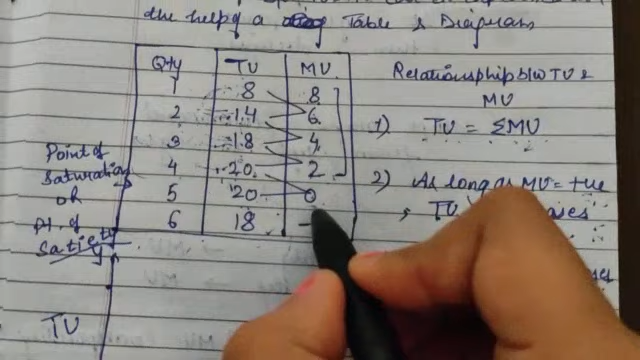 the help of a Table & Diagram
Qty TU MU
1 8 8
2 14 6
3 18 4
4 20 2
5 20 0
6 18 -
Point of
Saturation
or
pt. of
Satiety
TU
Relationship b/w TU &
MU
1) TU = ΣMU
2) As long as MU = +ve
, TU